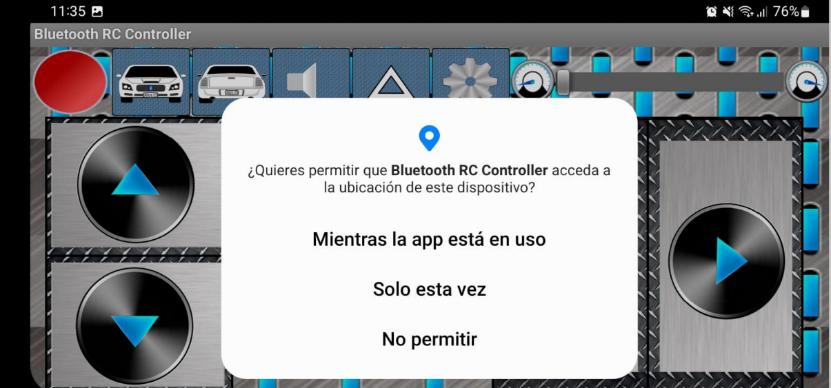 11:35
76%
Bluetooth RC Controller
¿Quieres permitir que Bluetooth RC Controller acceda a
la ubicación de este dispositivo?
Mientras la app está en uso
Solo esta vez
No permitir